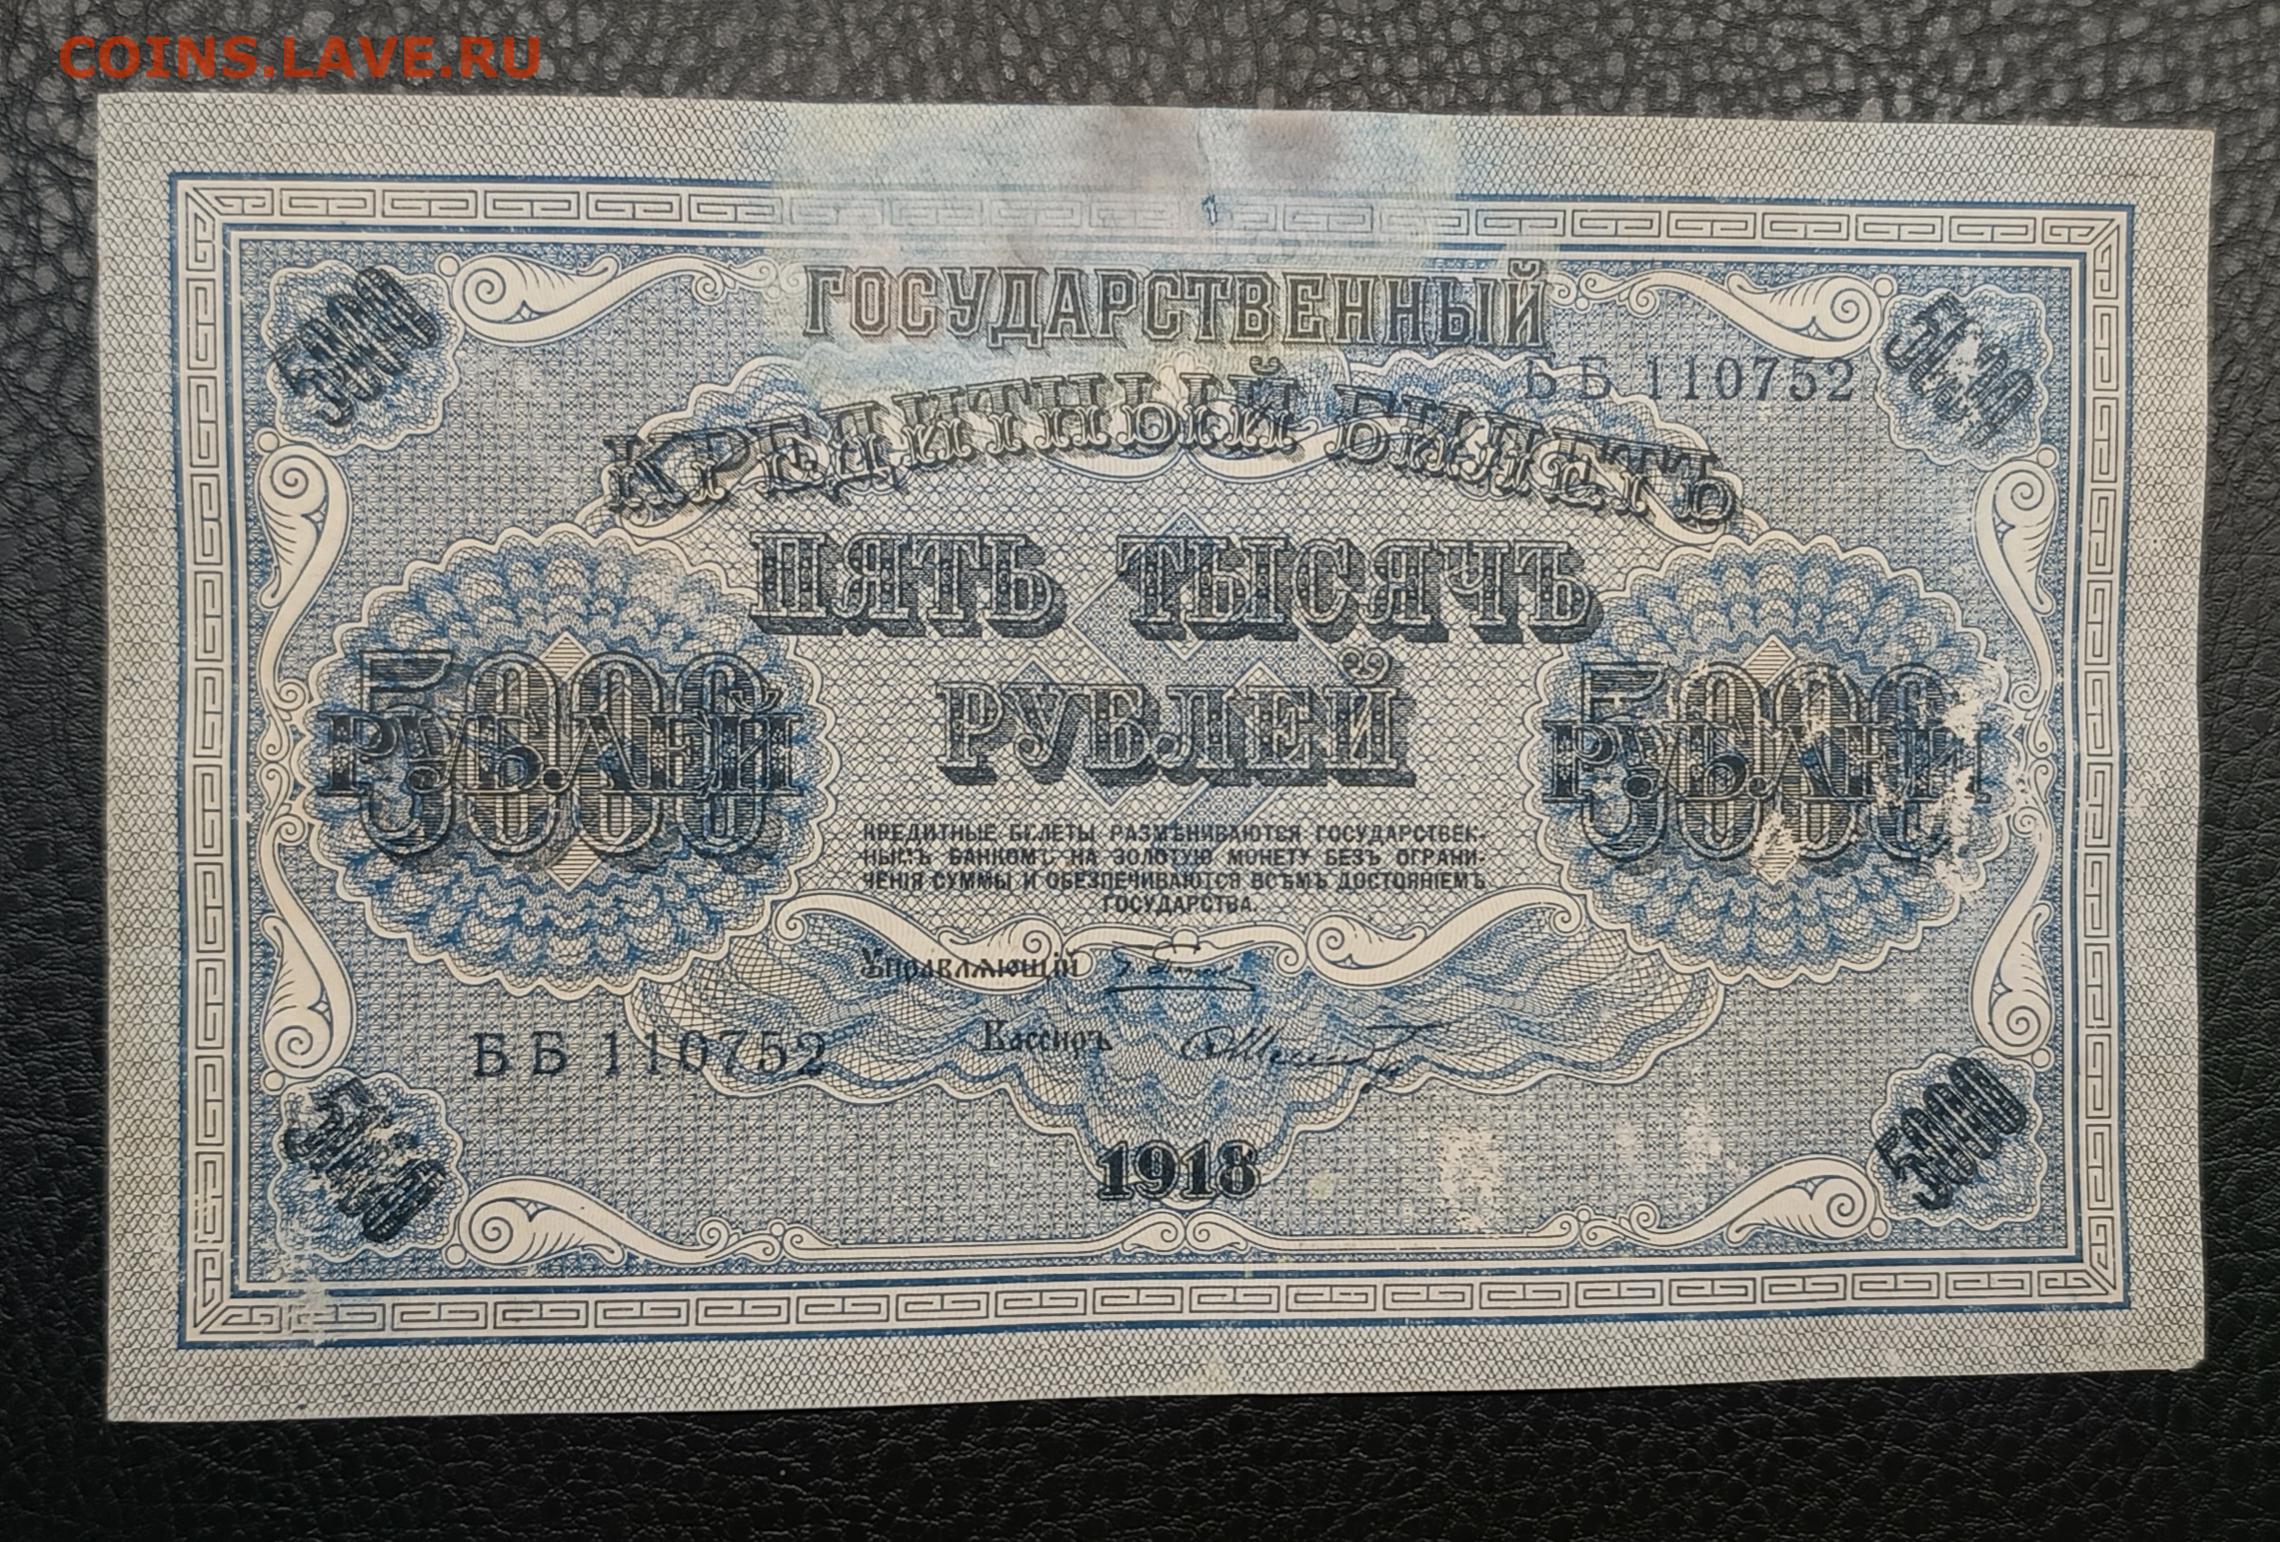 COINS.LAVE.RU
5000 5000
ГОСУДАРСТВЕННЫЙ
ББ 110752
КРЕДИТНЫЙ БИЛЕТЪ
ПЯТЬ ТЫСЯЧЪ
РУБЛЕЙ
5000 РУБЛЕЙ
5000 РУБЛЕЙ
КРЕДИТНЫЕ БИЛЕТЫ РАЗМѢНИВАЮТСЯ ГОСУДАРСТВЕН-
НЫМЪ БАНКОМЪ НА ЗОЛОТУЮ МОНЕТУ БЕЗЪ ОГРАНИ-
ЧЕНІЯ СУММЫ И ОБЕЗПЕЧИВАЮТСЯ ВСѢМЪ ДОСТОЯНІЕМЪ
ГОСУДАРСТВА.
Управляющій
Кассиръ
ББ 110752
1918
5000 5000